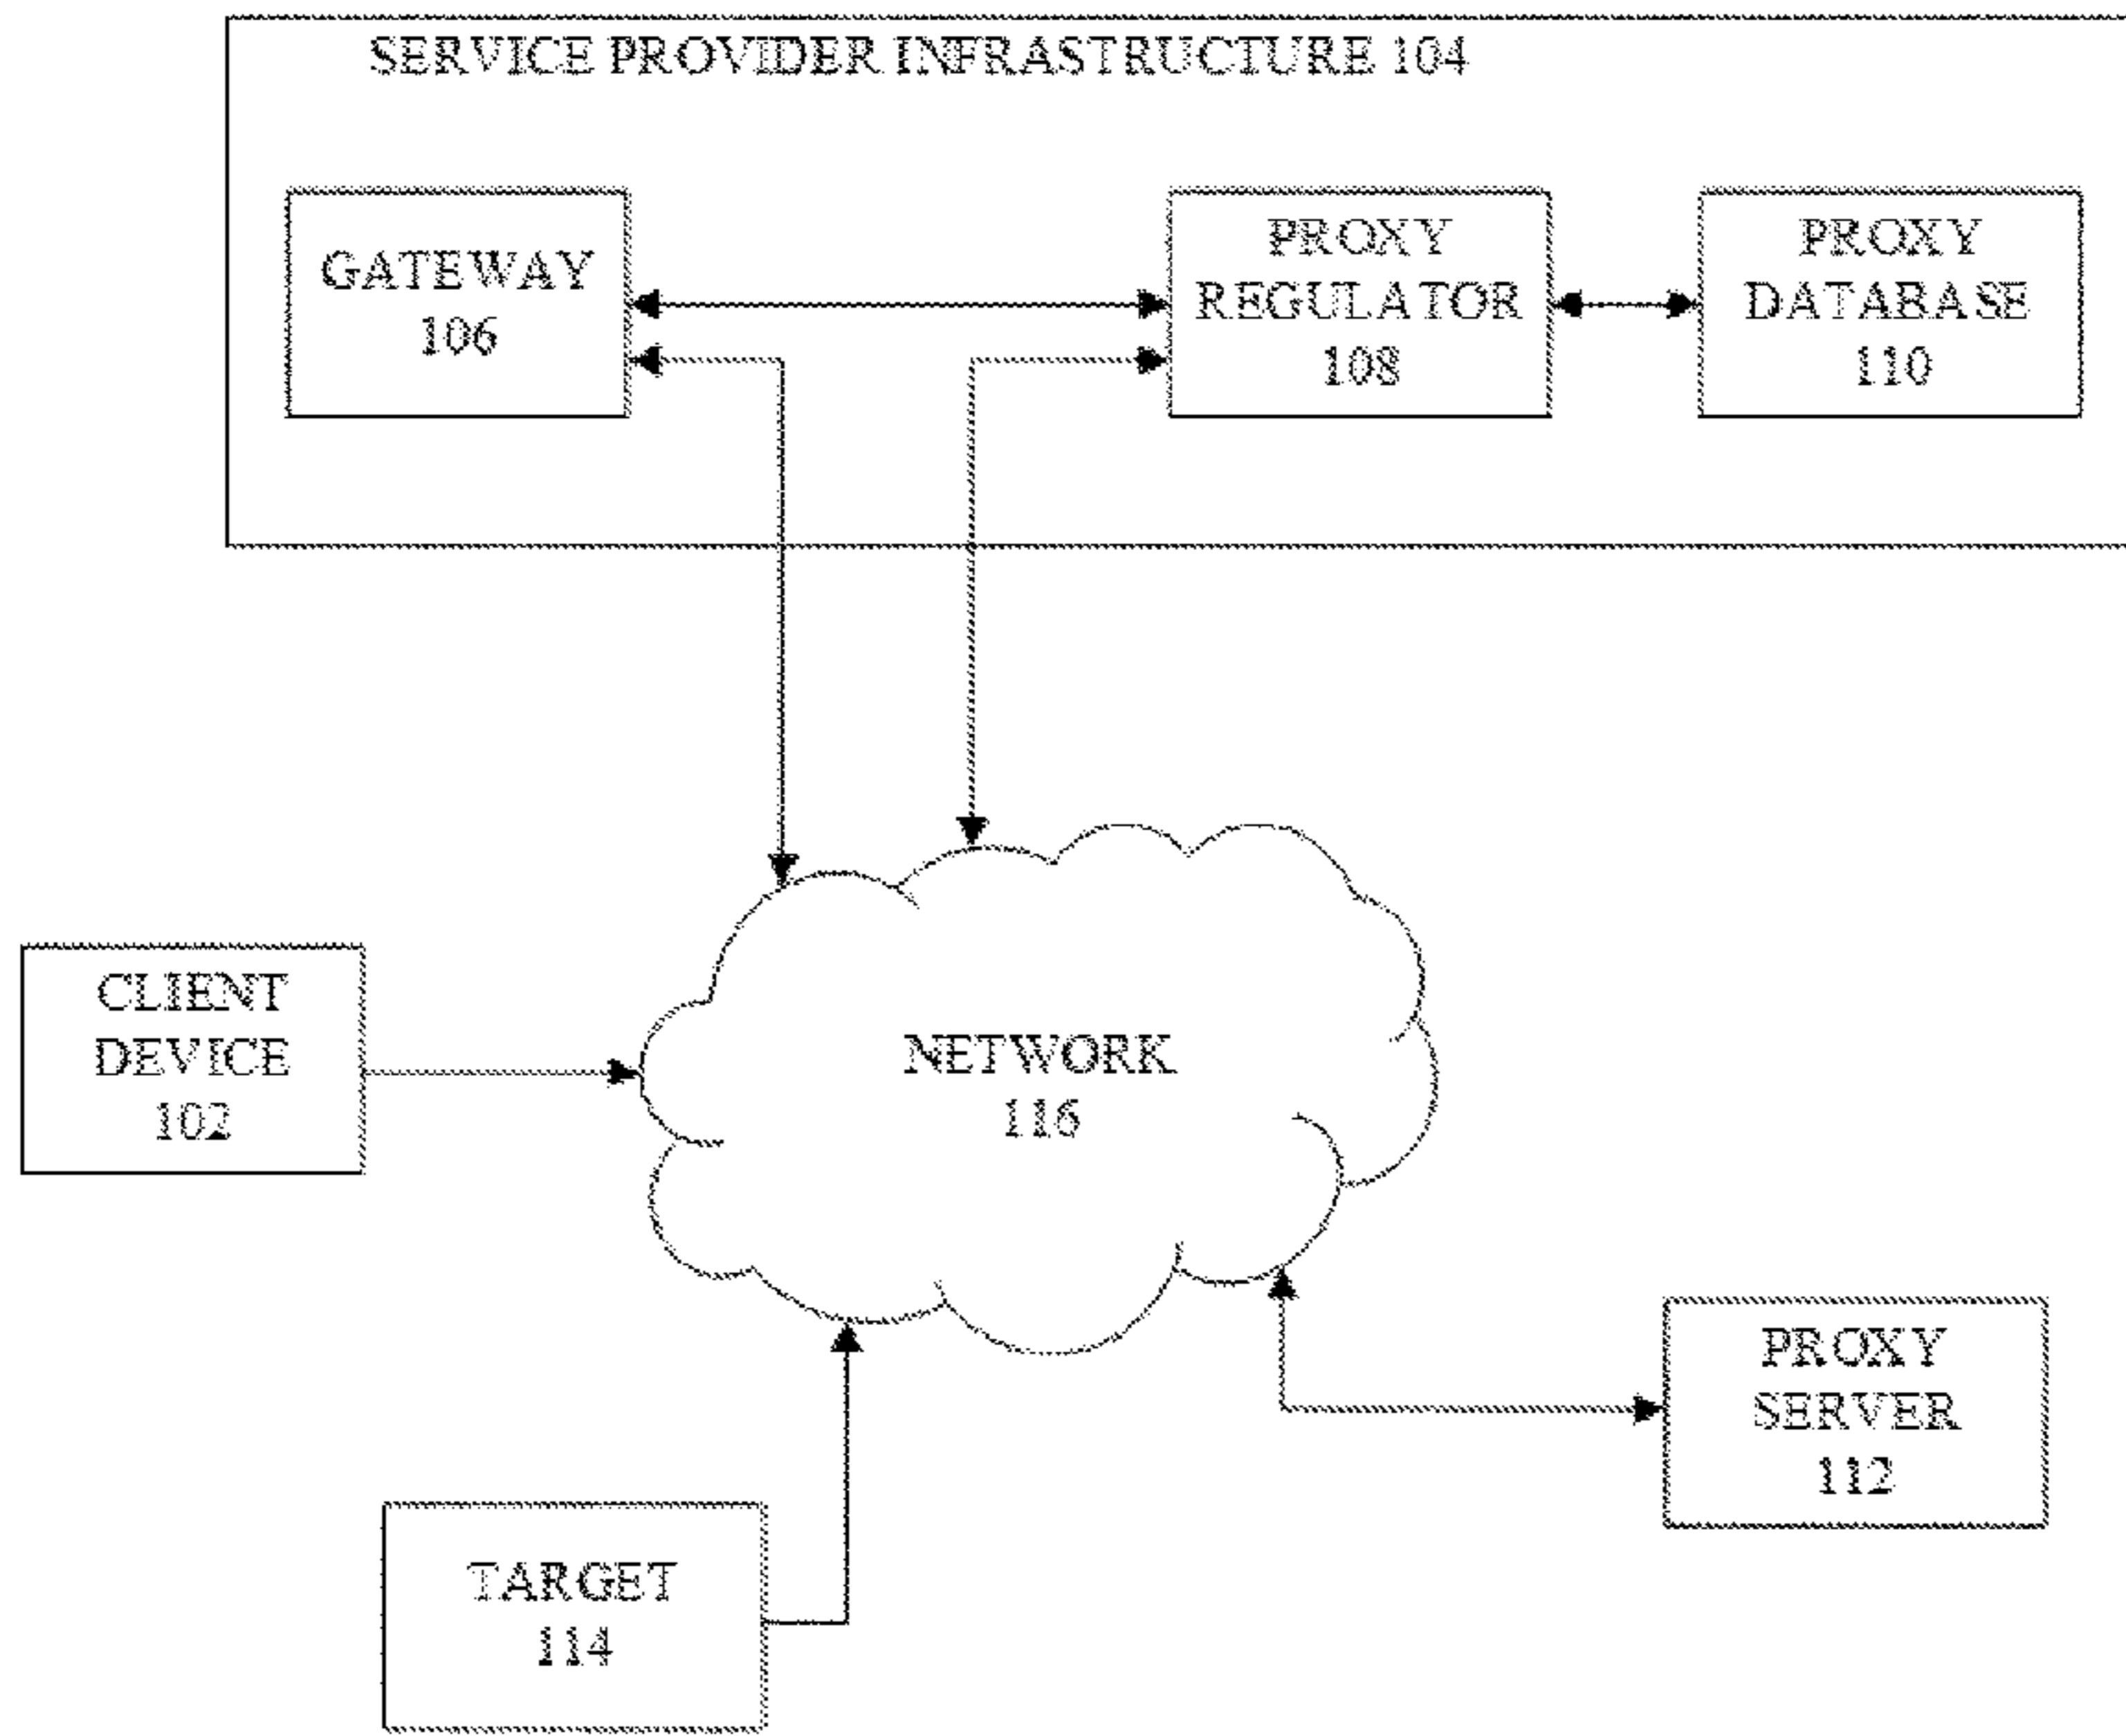 SERVICE PROVIDER INFRASTRUCTURE 104
GATEWAY
106
PROXY
REGULATOR
108
PROXY
DATABASE
110
CLIENT
DEVICE
102
NETWORK
116
PROXY
SERVER
112
TARGET
114